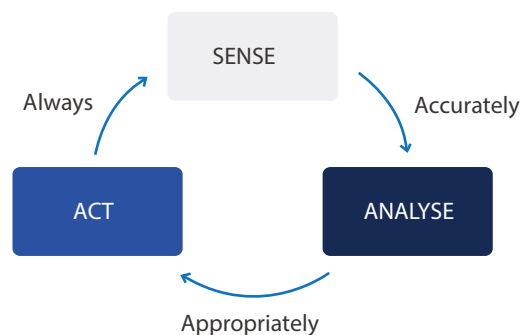 SENSE
Always
Accurately
ACT
ANALYSE
Appropriately